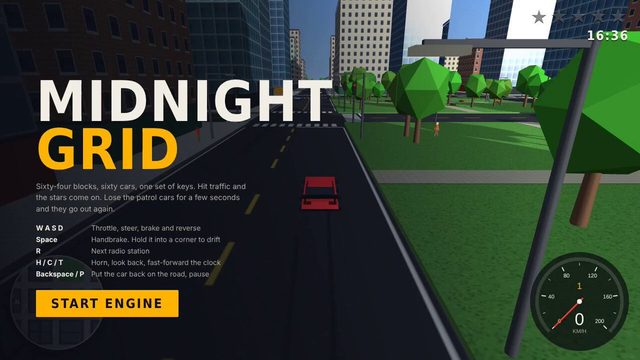 16:36
MIDNIGHT
GRID
Sixty-four blocks, sixty cars, one set of keys. Hit traffic and
the stars come on. Lose the patrol cars for a few seconds
and they go out again.
W A S D Throttle, steer, brake and reverse
Space Handbrake. Hold it into a corner to drift
R Next radio station
H / C / T Horn, look back, fast-forward the clock
Backspace / P Put the car back on the road, pause
START ENGINE
80 120
40 1 160
0 0 200
KM/H